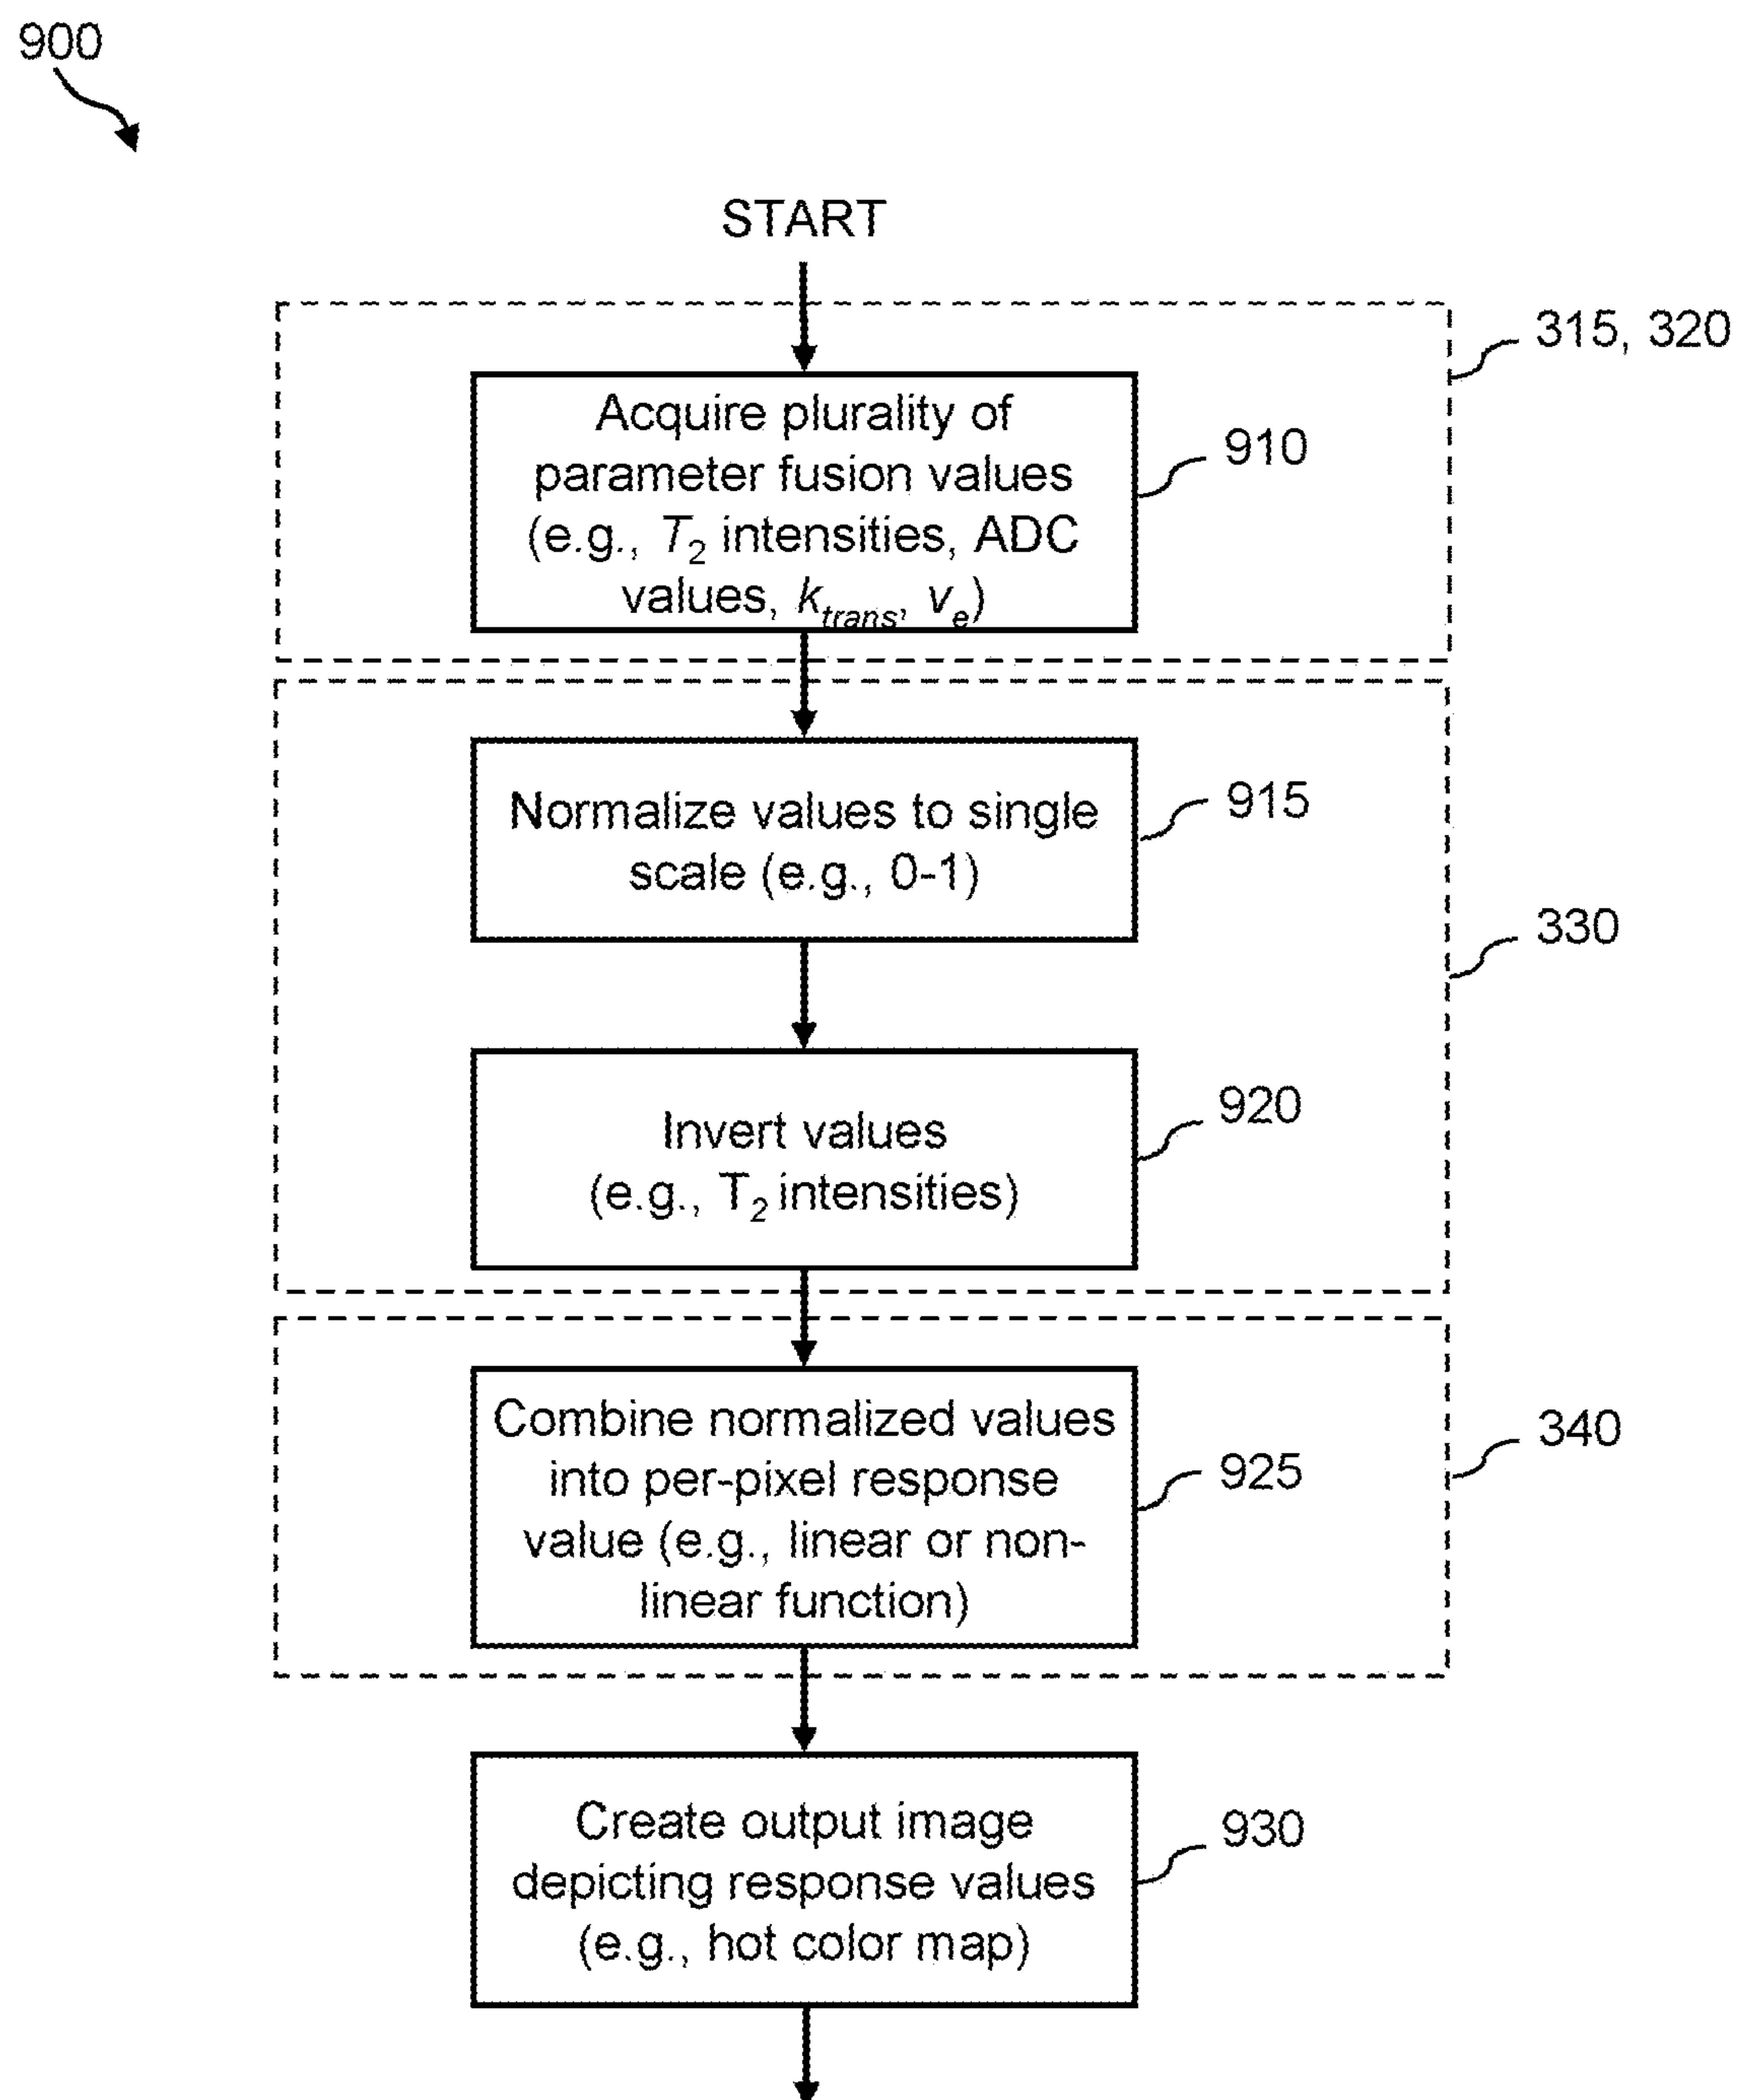 900
START
315, 320
Acquire plurality of
parameter fusion values
(e.g., T2 intensities, ADC
values, ktrans, ve)
910
Normalize values to single
scale (e.g., 0-1)
915
330
Invert values
(e.g., T2 intensities)
920
Combine normalized values
into per-pixel response
value (e.g., linear or non-
linear function)
925
340
Create output image
depicting response values
(e.g., hot color map)
930